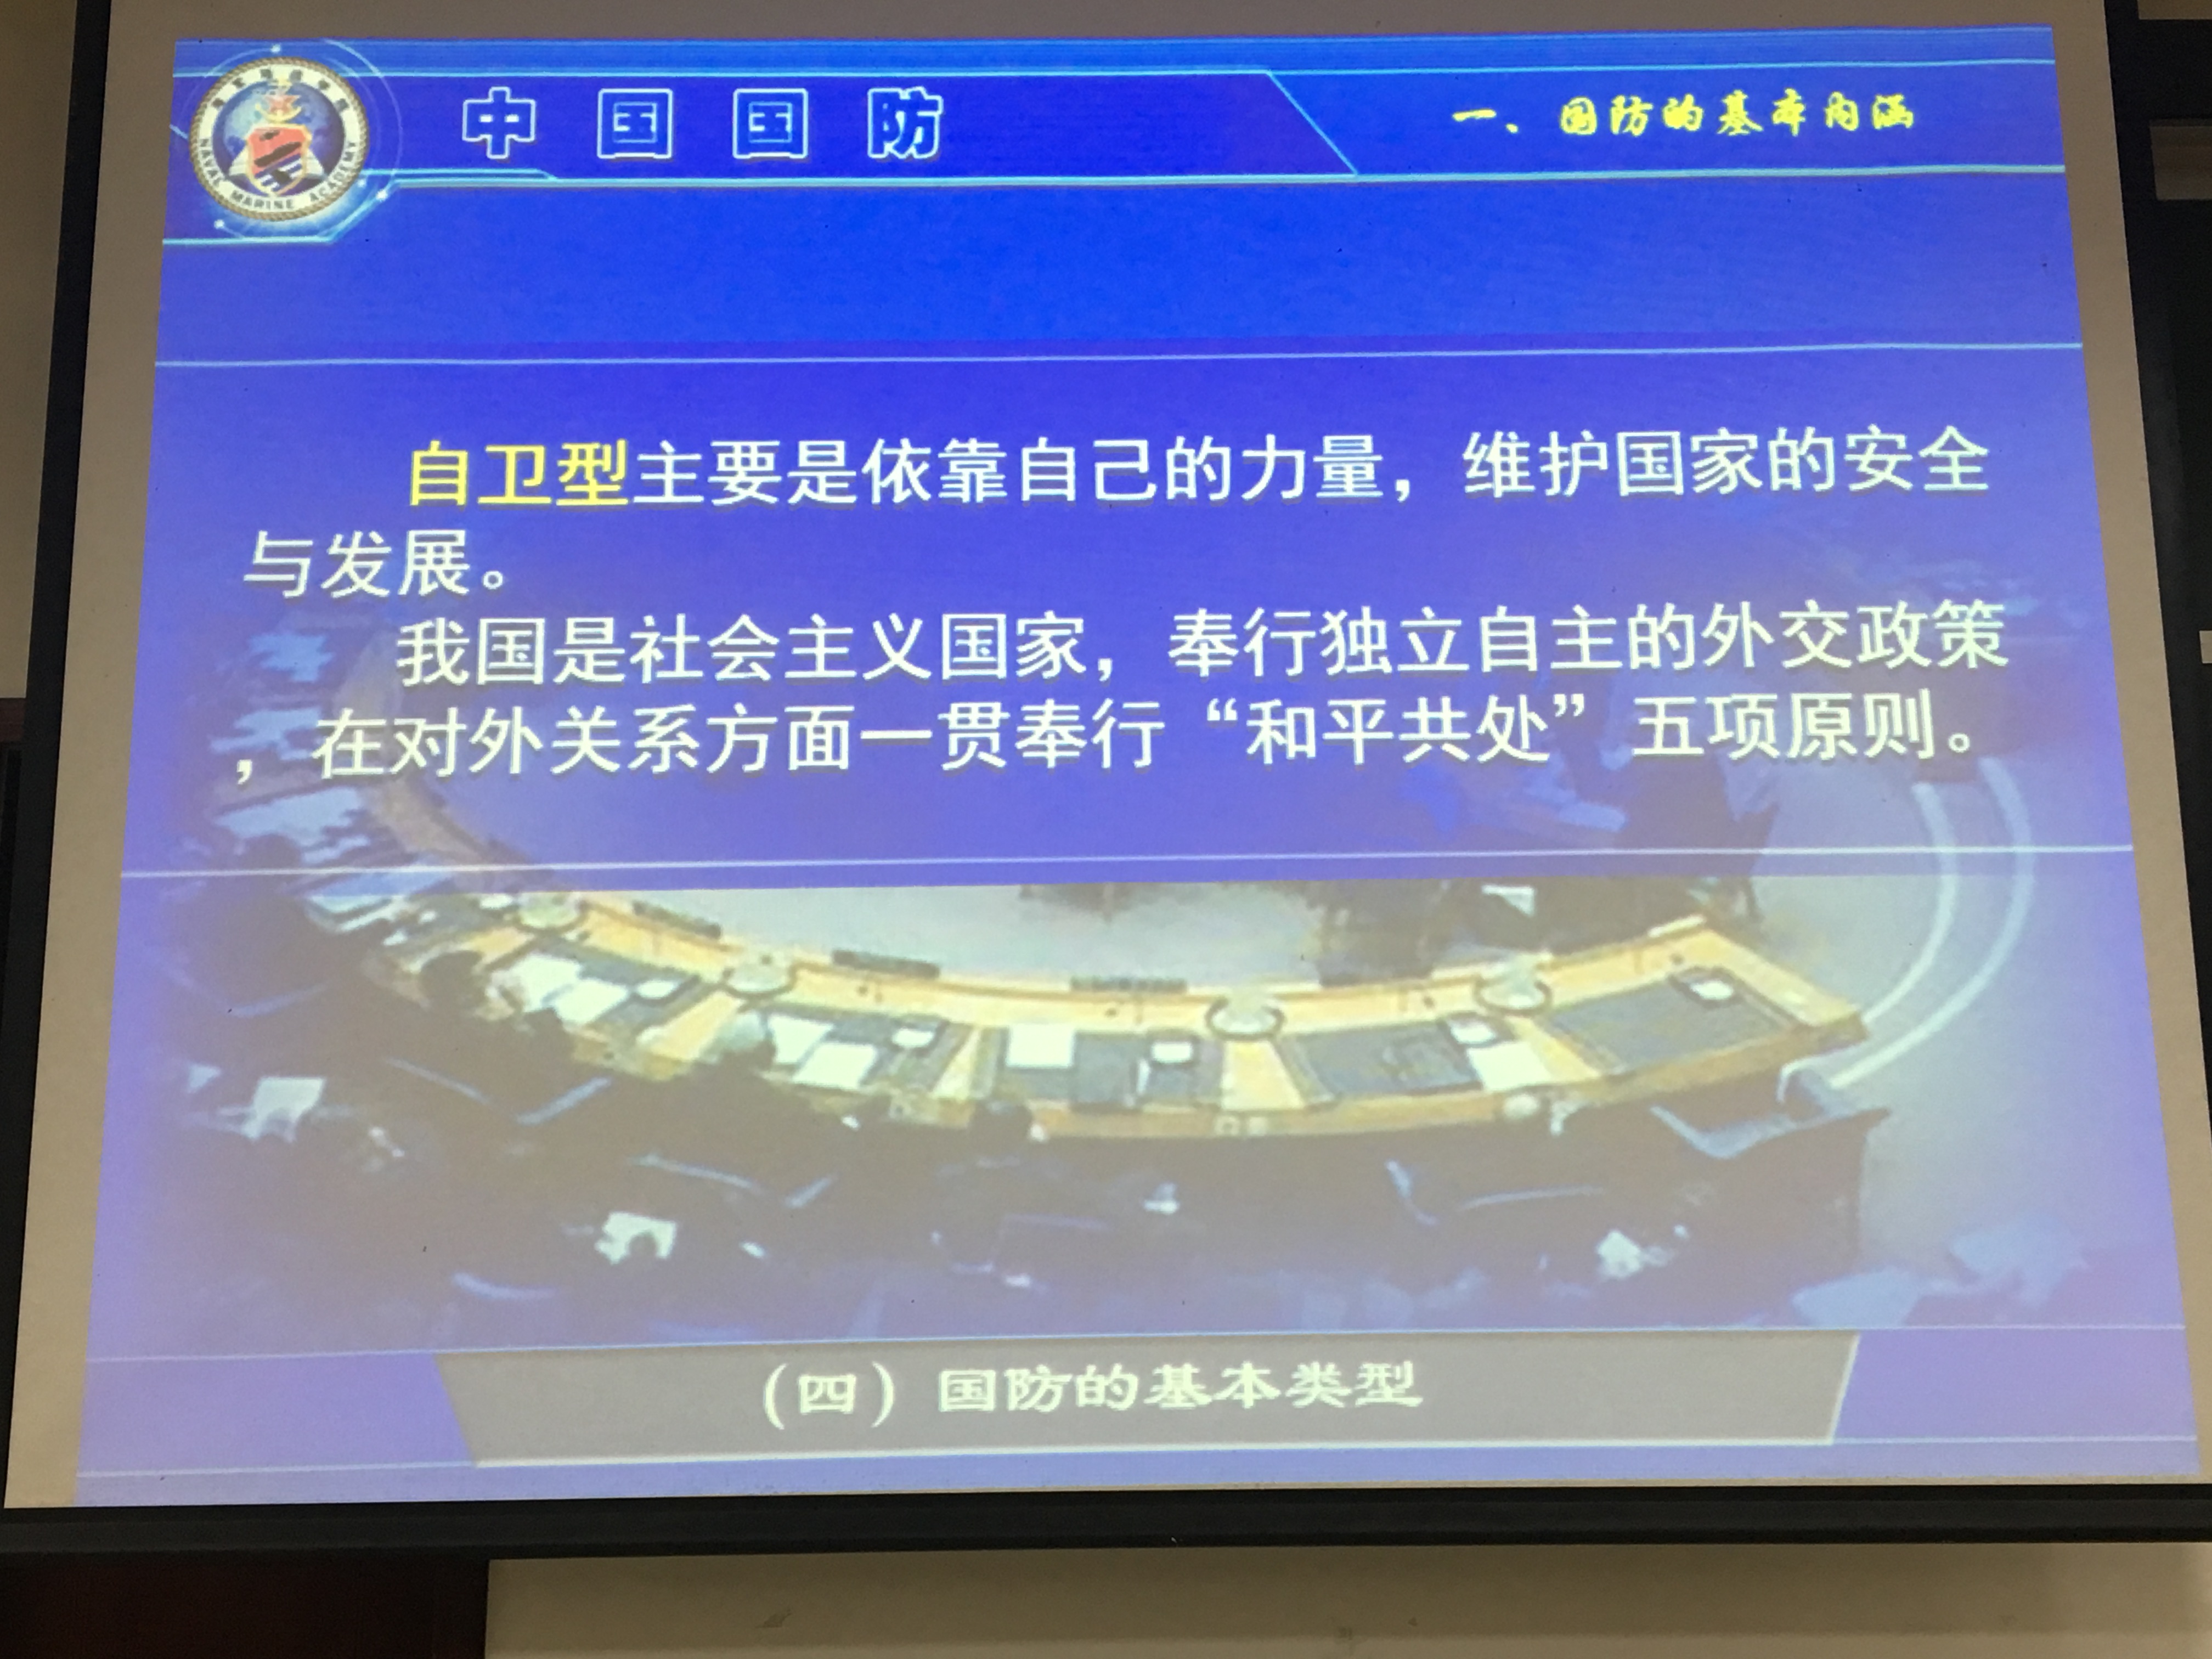 中国国防
一、国防的基本内涵
NAVAL MARINE ACADEMY
自卫型主要是依靠自己的力量，维护国家的安全
与发展。
我国是社会主义国家，奉行独立自主的外交政策
，在对外关系方面一贯奉行“和平共处”五项原则。
（四）国防的基本类型